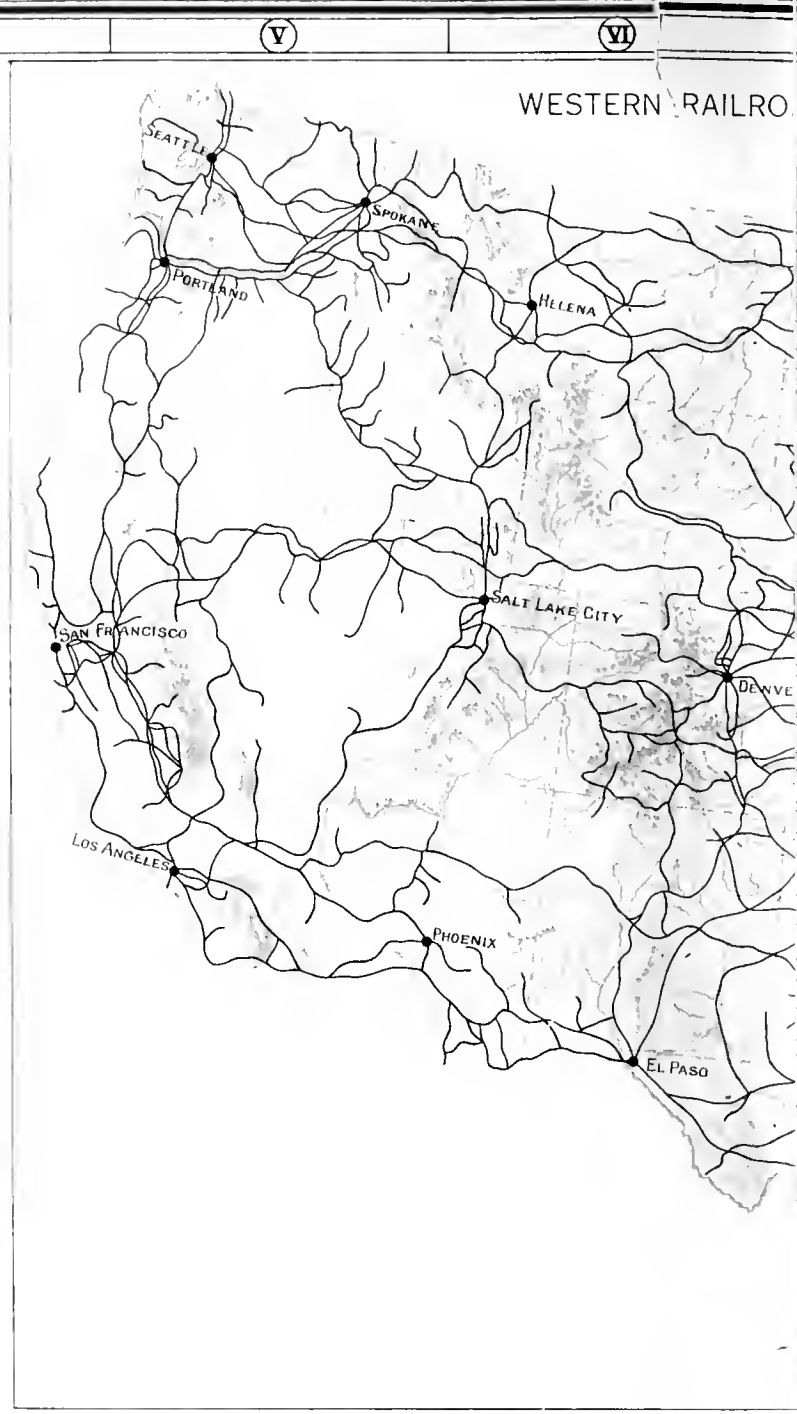 V
VI
WESTERN RAILRO
SEATTLE
SPOKANE
PORTLAND
HELENA
SALT LAKE CITY
SAN FRANCISCO
DENVE
LOS ANGELES
PHOENIX
EL PASO